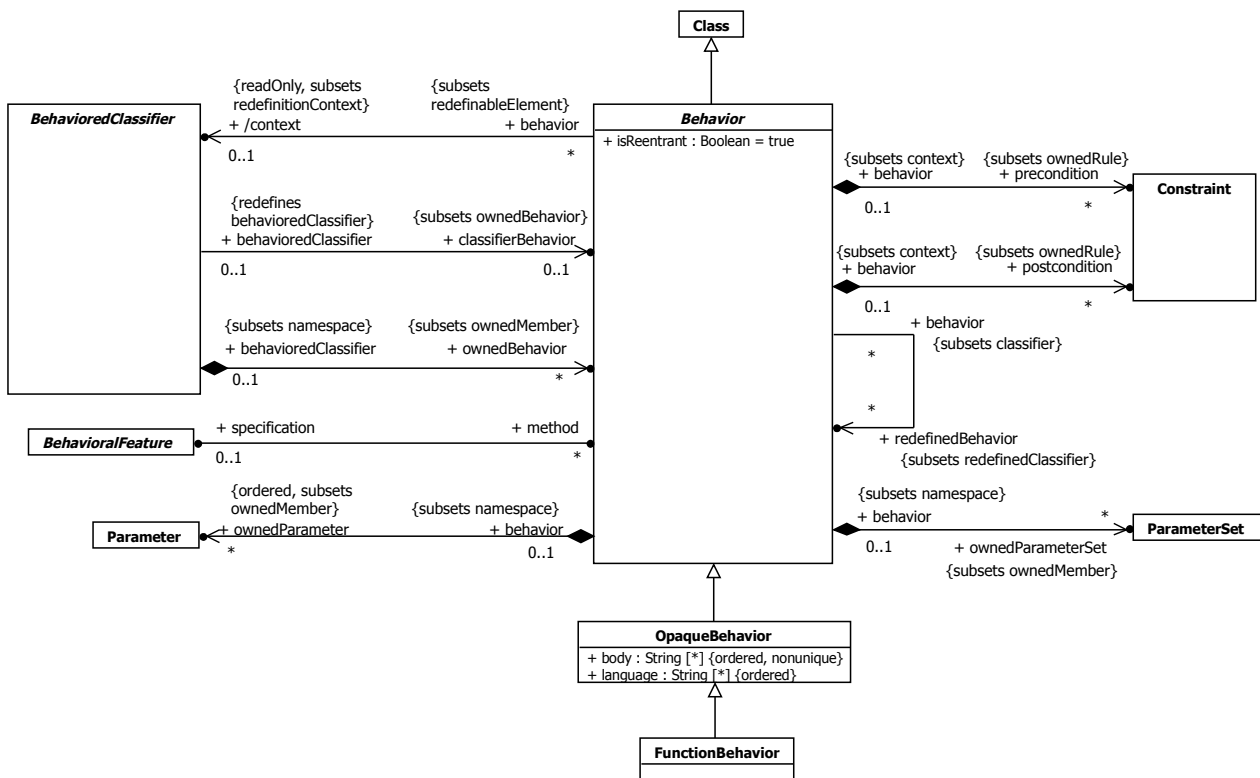 Class
{readOnly, subsets
redefinitionContext}
+ /context
0..1
{subsets
redefinableElement}
+ behavior
*
BehavioredClassifier
Behavior
+ isReentrant : Boolean = true
{redefines
behavioredClassifier}
+ behavioredClassifier
0..1
{subsets ownedBehavior}
+ classifierBehavior
0..1
{subsets namespace}
+ behavioredClassifier
0..1
{subsets ownedMember}
+ ownedBehavior
*
BehavioralFeature
+ specification
0..1
+ method
*
Parameter
{ordered, subsets
ownedMember}
+ ownedParameter
*
{subsets namespace}
+ behavior
0..1
{subsets context}
+ behavior
0..1
{subsets ownedRule}
+ precondition
*
Constraint
{subsets context}
+ behavior
0..1
{subsets ownedRule}
+ postcondition
*
+ behavior
{subsets classifier}
*
*
+ redefinedBehavior
{subsets redefinedClassifier}
{subsets namespace}
+ behavior
0..1
*
+ ownedParameterSet
{subsets ownedMember}
ParameterSet
OpaqueBehavior
+ body : String [*] {ordered, nonunique}
+ language : String [*] {ordered}
FunctionBehavior